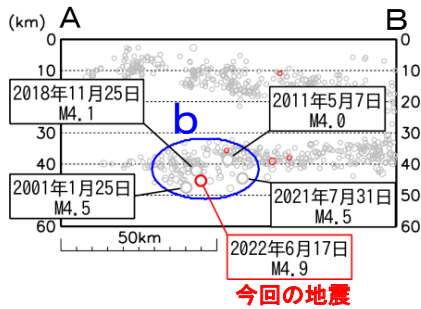 (km) A B
0 0
10 10
20 20
30 30
40 40
50 50
60 60
2018年11月25日
M4.1
2011年5月7日
M4.0
b
2001年1月25日
M4.5
2021年7月31日
M4.5
50km
2022年6月17日
M4.9
今回の地震